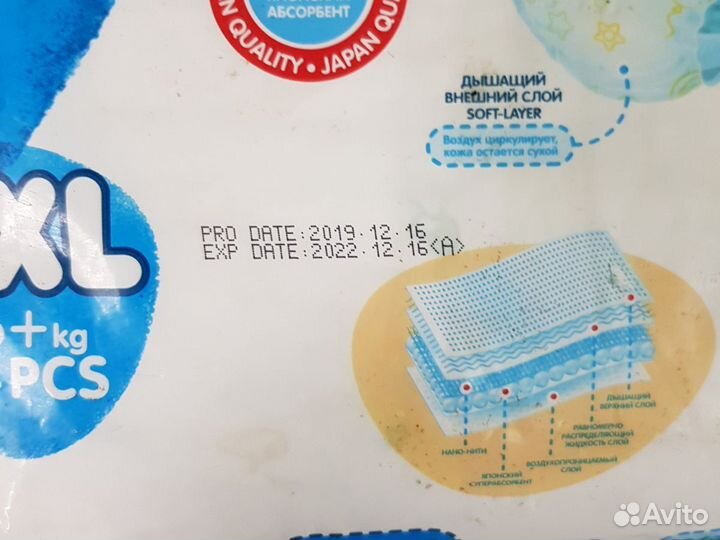 АБСОРБЕНТ
QUALITY • JAPAN
ДЫШАЩИЙ
ВНЕШНИЙ СЛОЙ
SOFT-LAYER
Воздух циркулирует,
кожа остается сухой
PRO DATE:2019.12.16
EXP DATE:2022.12.16<A>
XL
+kg
PCS
ДЫШАЩИЙ
ВЕРХНИЙ СЛОЙ
РАВНОМЕРНО
РАСПРЕДЕЛЯЮЩИЙ
ЖИДКОСТЬ СЛОЙ
НАНО-НИТИ
ВОЗДУХОПРОНИЦАЕМЫЙ
СЛОЙ
ЯПОНСКИЙ
СУПЕРАБСОРБЕНТ
Avito